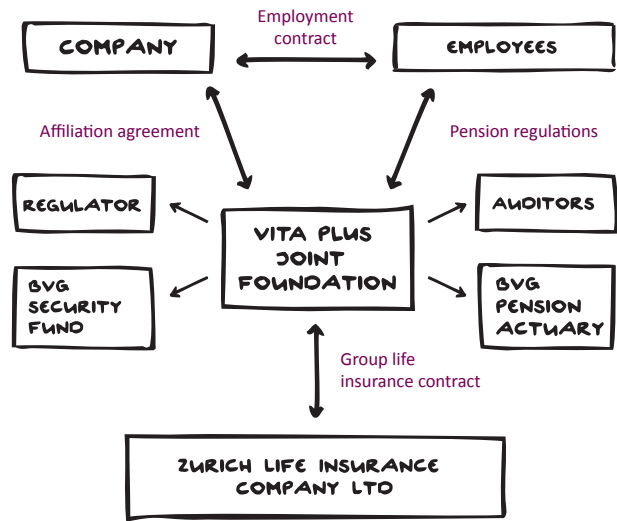 Employment
contract
COMPANY
EMPLOYEES
Affiliation agreement
Pension regulations
REGULATOR
AUDITORS
VITA PLUS
JOINT
FOUNDATION
BVG
SECURITY
FUND
BVG
PENSION
ACTUARY
Group life
insurance contract
ZURICH LIFE INSURANCE
COMPANY LTD